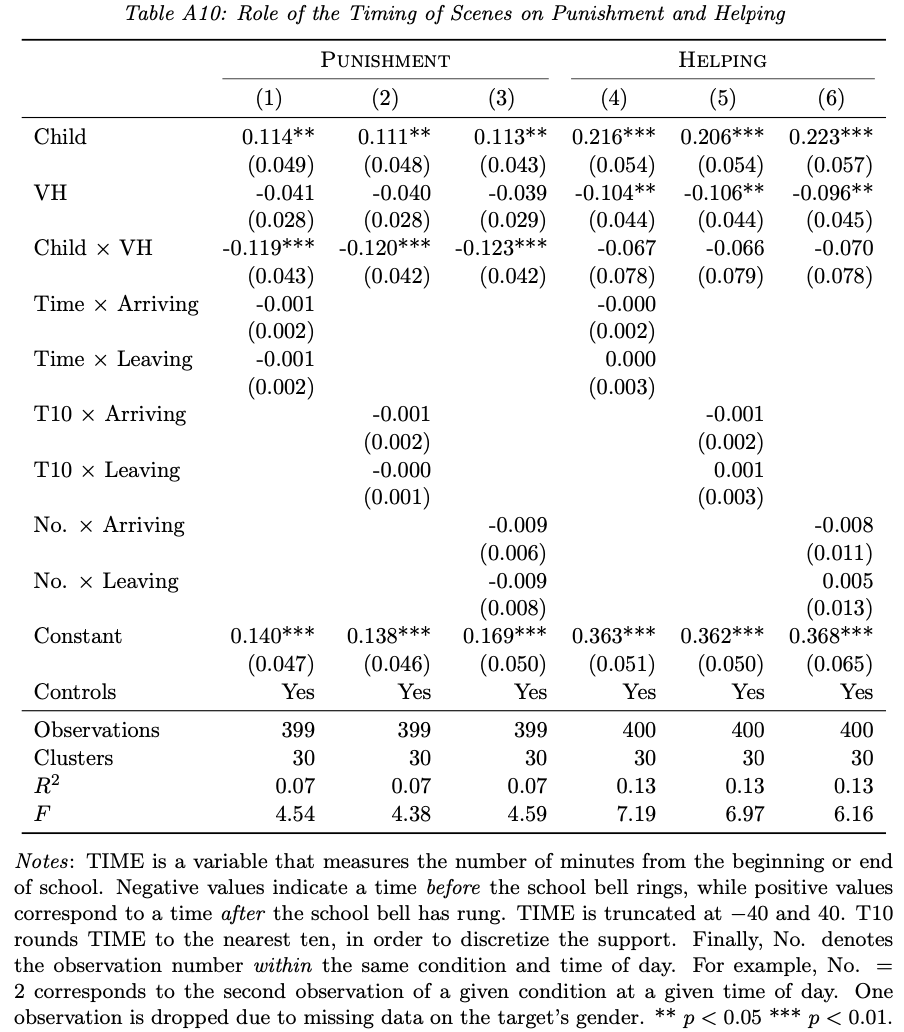 Table A10: Role of the Timing of Scenes on Punishment and Helping
PUNISHMENT HELPING
(1) (2) (3) (4) (5) (6)
Child 0.114** 0.111** 0.113** 0.216*** 0.206*** 0.223***
(0.049) (0.048) (0.043) (0.054) (0.054) (0.057)
VH -0.041 -0.040 -0.039 -0.104** -0.106** -0.096**
(0.028) (0.028) (0.029) (0.044) (0.044) (0.045)
Child × VH -0.119*** -0.120*** -0.123*** -0.067 -0.066 -0.070
(0.043) (0.042) (0.042) (0.078) (0.079) (0.078)
Time × Arriving -0.001 -0.000
(0.002) (0.002)
Time × Leaving -0.001 0.000
(0.002) (0.003)
T10 × Arriving -0.001 -0.001
(0.002) (0.002)
T10 × Leaving -0.000 0.001
(0.001) (0.003)
No. × Arriving -0.009 -0.008
(0.006) (0.011)
No. × Leaving -0.009 0.005
(0.008) (0.013)
Constant 0.140*** 0.138*** 0.169*** 0.363*** 0.362*** 0.368***
(0.047) (0.046) (0.050) (0.051) (0.050) (0.065)
Controls Yes Yes Yes Yes Yes Yes
Observations 399 399 399 400 400 400
Clusters 30 30 30 30 30 30
R² 0.07 0.07 0.07 0.13 0.13 0.13
F 4.54 4.38 4.59 7.19 6.97 6.16
Notes: TIME is a variable that measures the number of minutes from the beginning or end
of school. Negative values indicate a time before the school bell rings, while positive values
correspond to a time after the school bell has rung. TIME is truncated at −40 and 40. T10
rounds TIME to the nearest ten, in order to discretize the support. Finally, No. denotes
the observation number within the same condition and time of day. For example, No. =
2 corresponds to the second observation of a given condition at a given time of day. One
observation is dropped due to missing data on the target's gender. ** p < 0.05 *** p < 0.01.